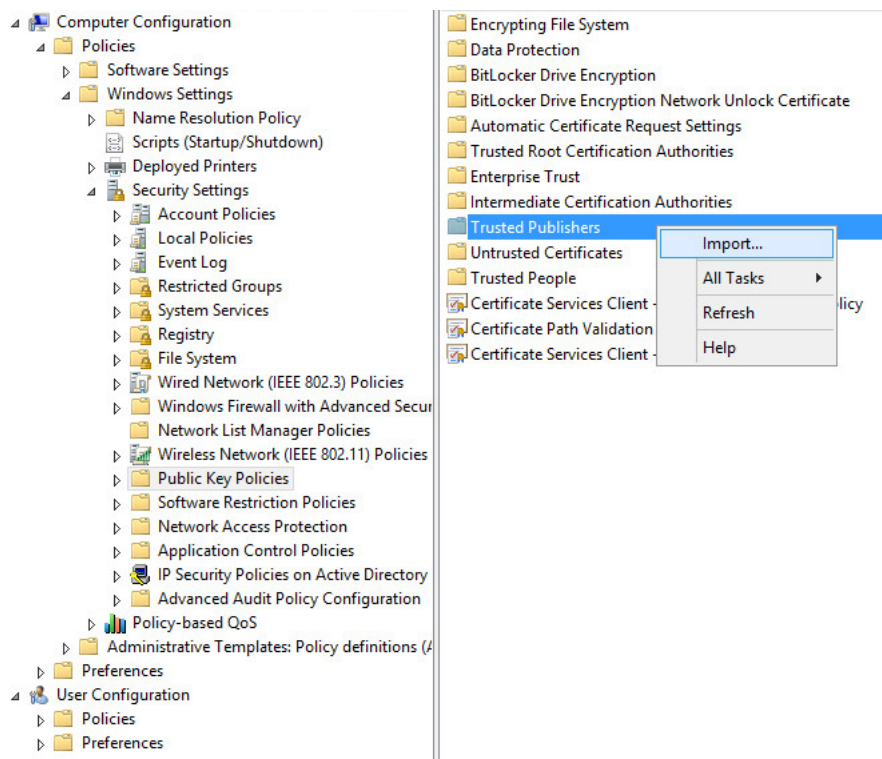 Computer Configuration
Policies
Software Settings
Windows Settings
Name Resolution Policy
Scripts (Startup/Shutdown)
Deployed Printers
Security Settings
Account Policies
Local Policies
Event Log
Restricted Groups
System Services
Registry
File System
Wired Network (IEEE 802.3) Policies
Windows Firewall with Advanced Secur
Network List Manager Policies
Wireless Network (IEEE 802.11) Policies
Public Key Policies
Software Restriction Policies
Network Access Protection
Application Control Policies
IP Security Policies on Active Directory
Advanced Audit Policy Configuration
Policy-based QoS
Administrative Templates: Policy definitions (A
Preferences
User Configuration
Policies
Preferences
Encrypting File System
Data Protection
BitLocker Drive Encryption
BitLocker Drive Encryption Network Unlock Certificate
Automatic Certificate Request Settings
Trusted Root Certification Authorities
Enterprise Trust
Intermediate Certification Authorities
Trusted Publishers
Untrusted Certificates
Trusted People
Certificate Services Client - licy
Certificate Path Validation
Certificate Services Client -
Import...
All Tasks
Refresh
Help